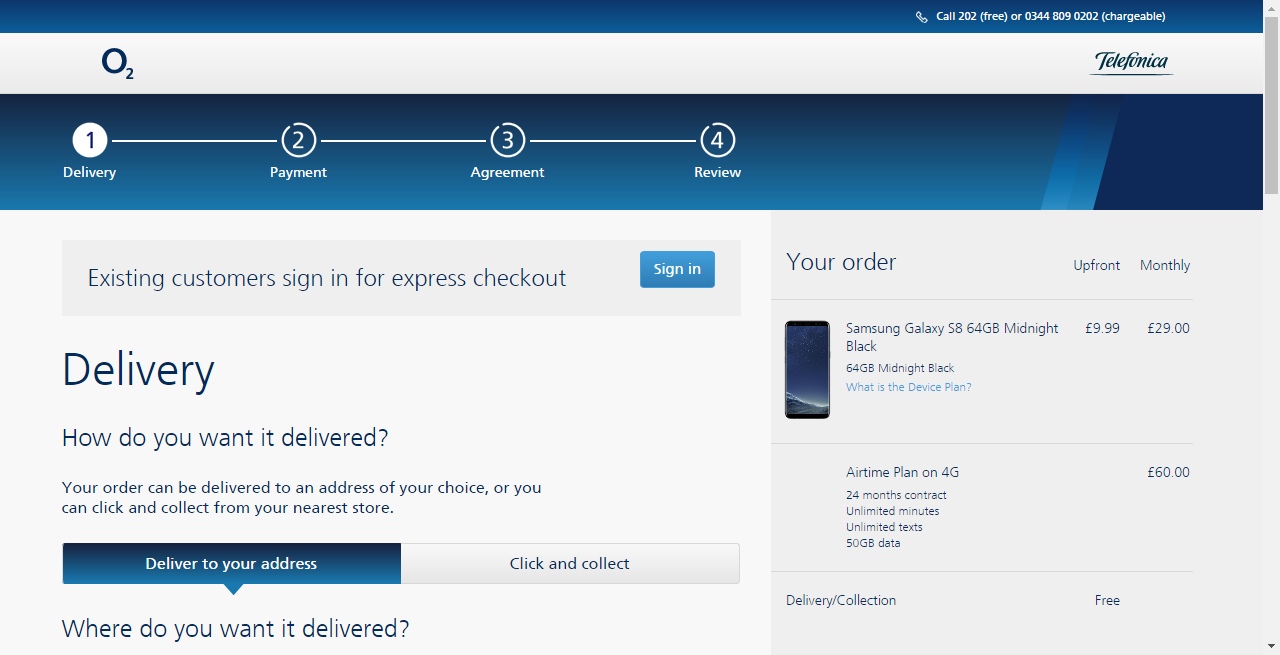 Call 202 (free) or 0344 809 0202 (chargeable)
O2
Telefónica
1
2
3
4
Delivery
Payment
Agreement
Review
Existing customers sign in for express checkout
Sign in
Delivery
How do you want it delivered?
Your order can be delivered to an address of your choice, or you
can click and collect from your nearest store.
Deliver to your address
Click and collect
Where do you want it delivered?
Your order
Upfront
Monthly
Samsung Galaxy S8 64GB Midnight
Black
£9.99
£29.00
64GB Midnight Black
What is the Device Plan?
Airtime Plan on 4G
£60.00
24 months contract
Unlimited minutes
Unlimited texts
50GB data
Delivery/Collection
Free